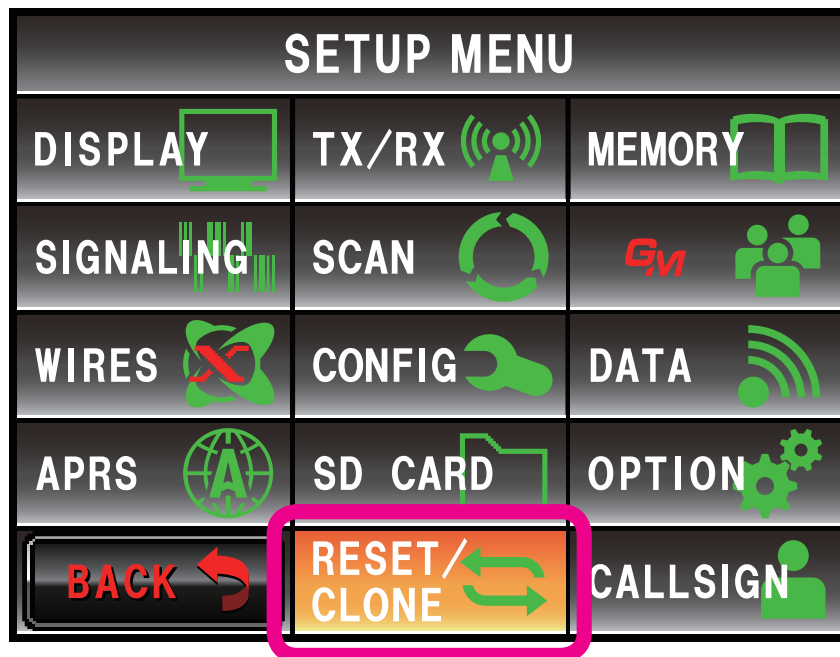 SETUP MENU
DISPLAY
TX/RX
MEMORY
SIGNALING
SCAN
GM
WIRES X
CONFIG
DATA
APRS
A
SD CARD
OPTION
BACK
RESET/
CLONE
CALLSIGN